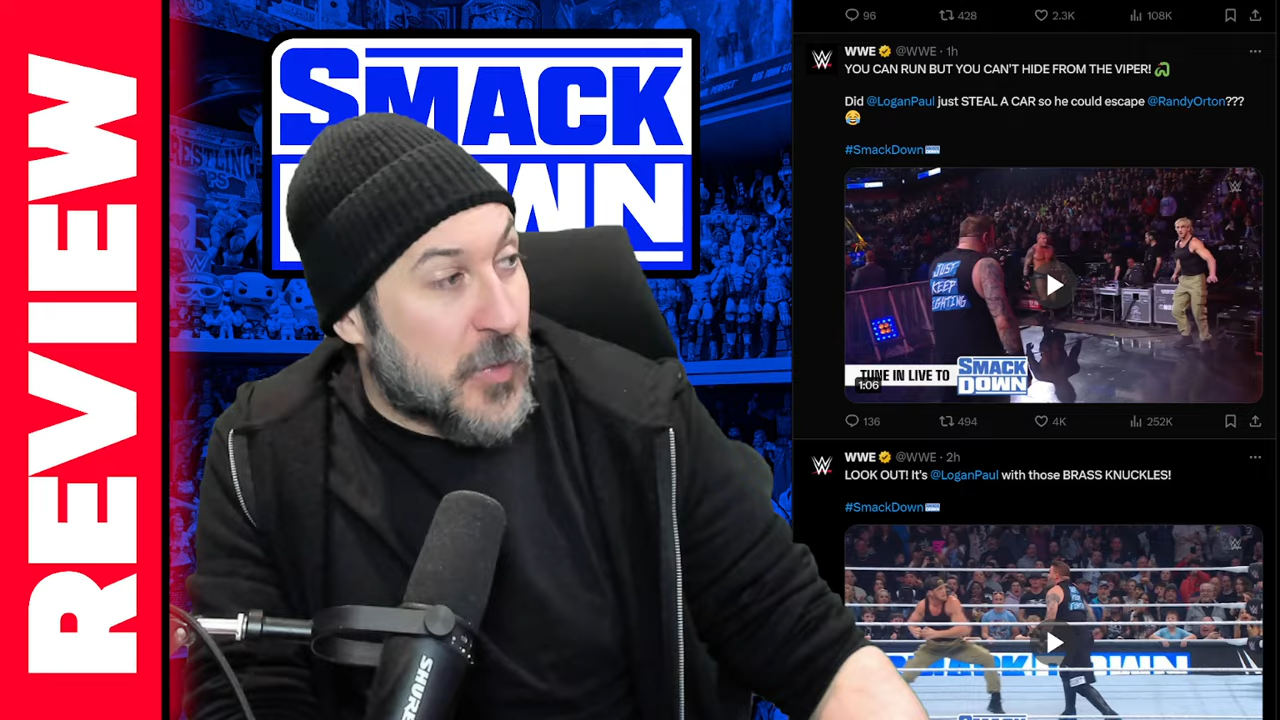 REVIEW
SMACK
DOWN
SHURE
96 428 2.3K 108K
WWE @WWE · 1h
YOU CAN RUN BUT YOU CAN'T HIDE FROM THE VIPER!
Did @LoganPaul just STEAL A CAR so he could escape @RandyOrton???
#SmackDown
JUST
KEEP
FIGHTING
TUNE IN LIVE TO
SMACK
DOWN
1:06
136 494 4K 252K
WWE @WWE · 2h
LOOK OUT! It's @LoganPaul with those BRASS KNUCKLES!
#SmackDown
SMACKDOWN